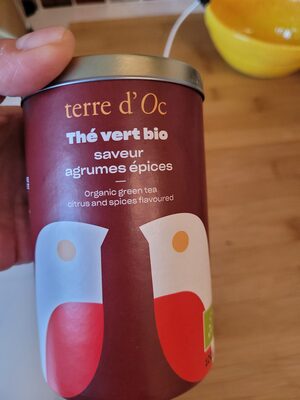 terre d'Oc
Thé vert bio
saveur
agrumes épices
Organic green tea
citrus and spices flavoured